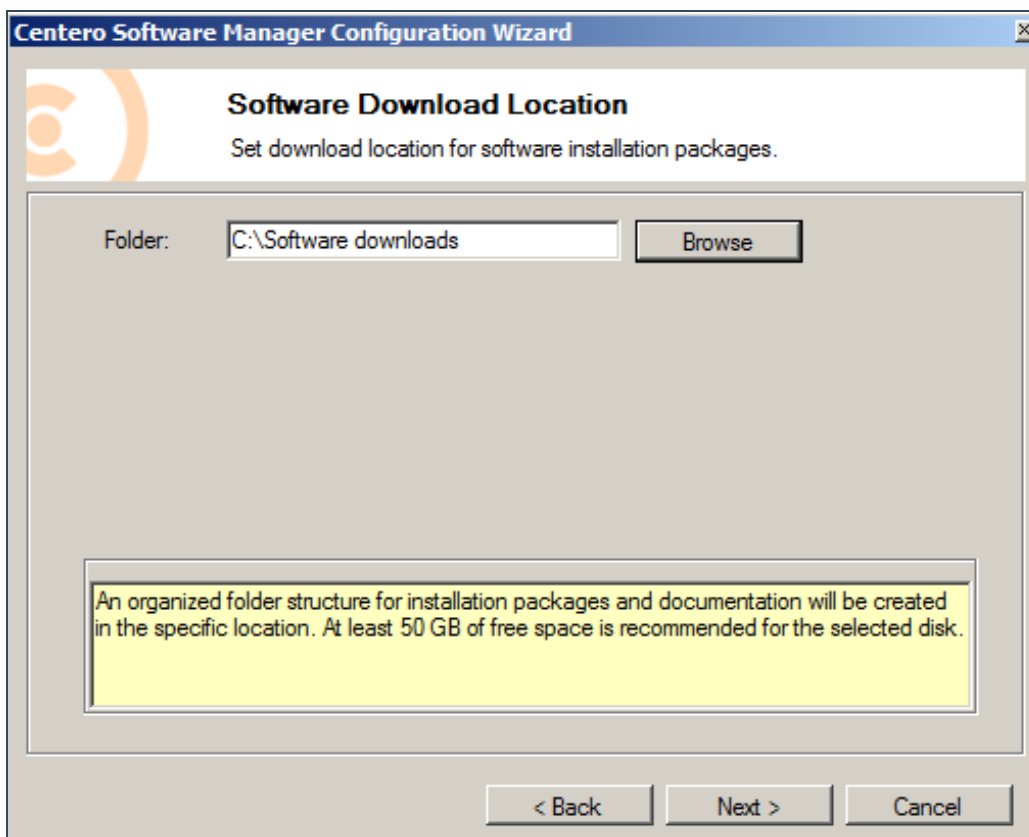 Centero Software Manager Configuration Wizard
Software Download Location
Set download location for software installation packages.
Folder: C:\Software downloads Browse
An organized folder structure for installation packages and documentation will be created
in the specific location. At least 50 GB of free space is recommended for the selected disk.
< Back Next > Cancel